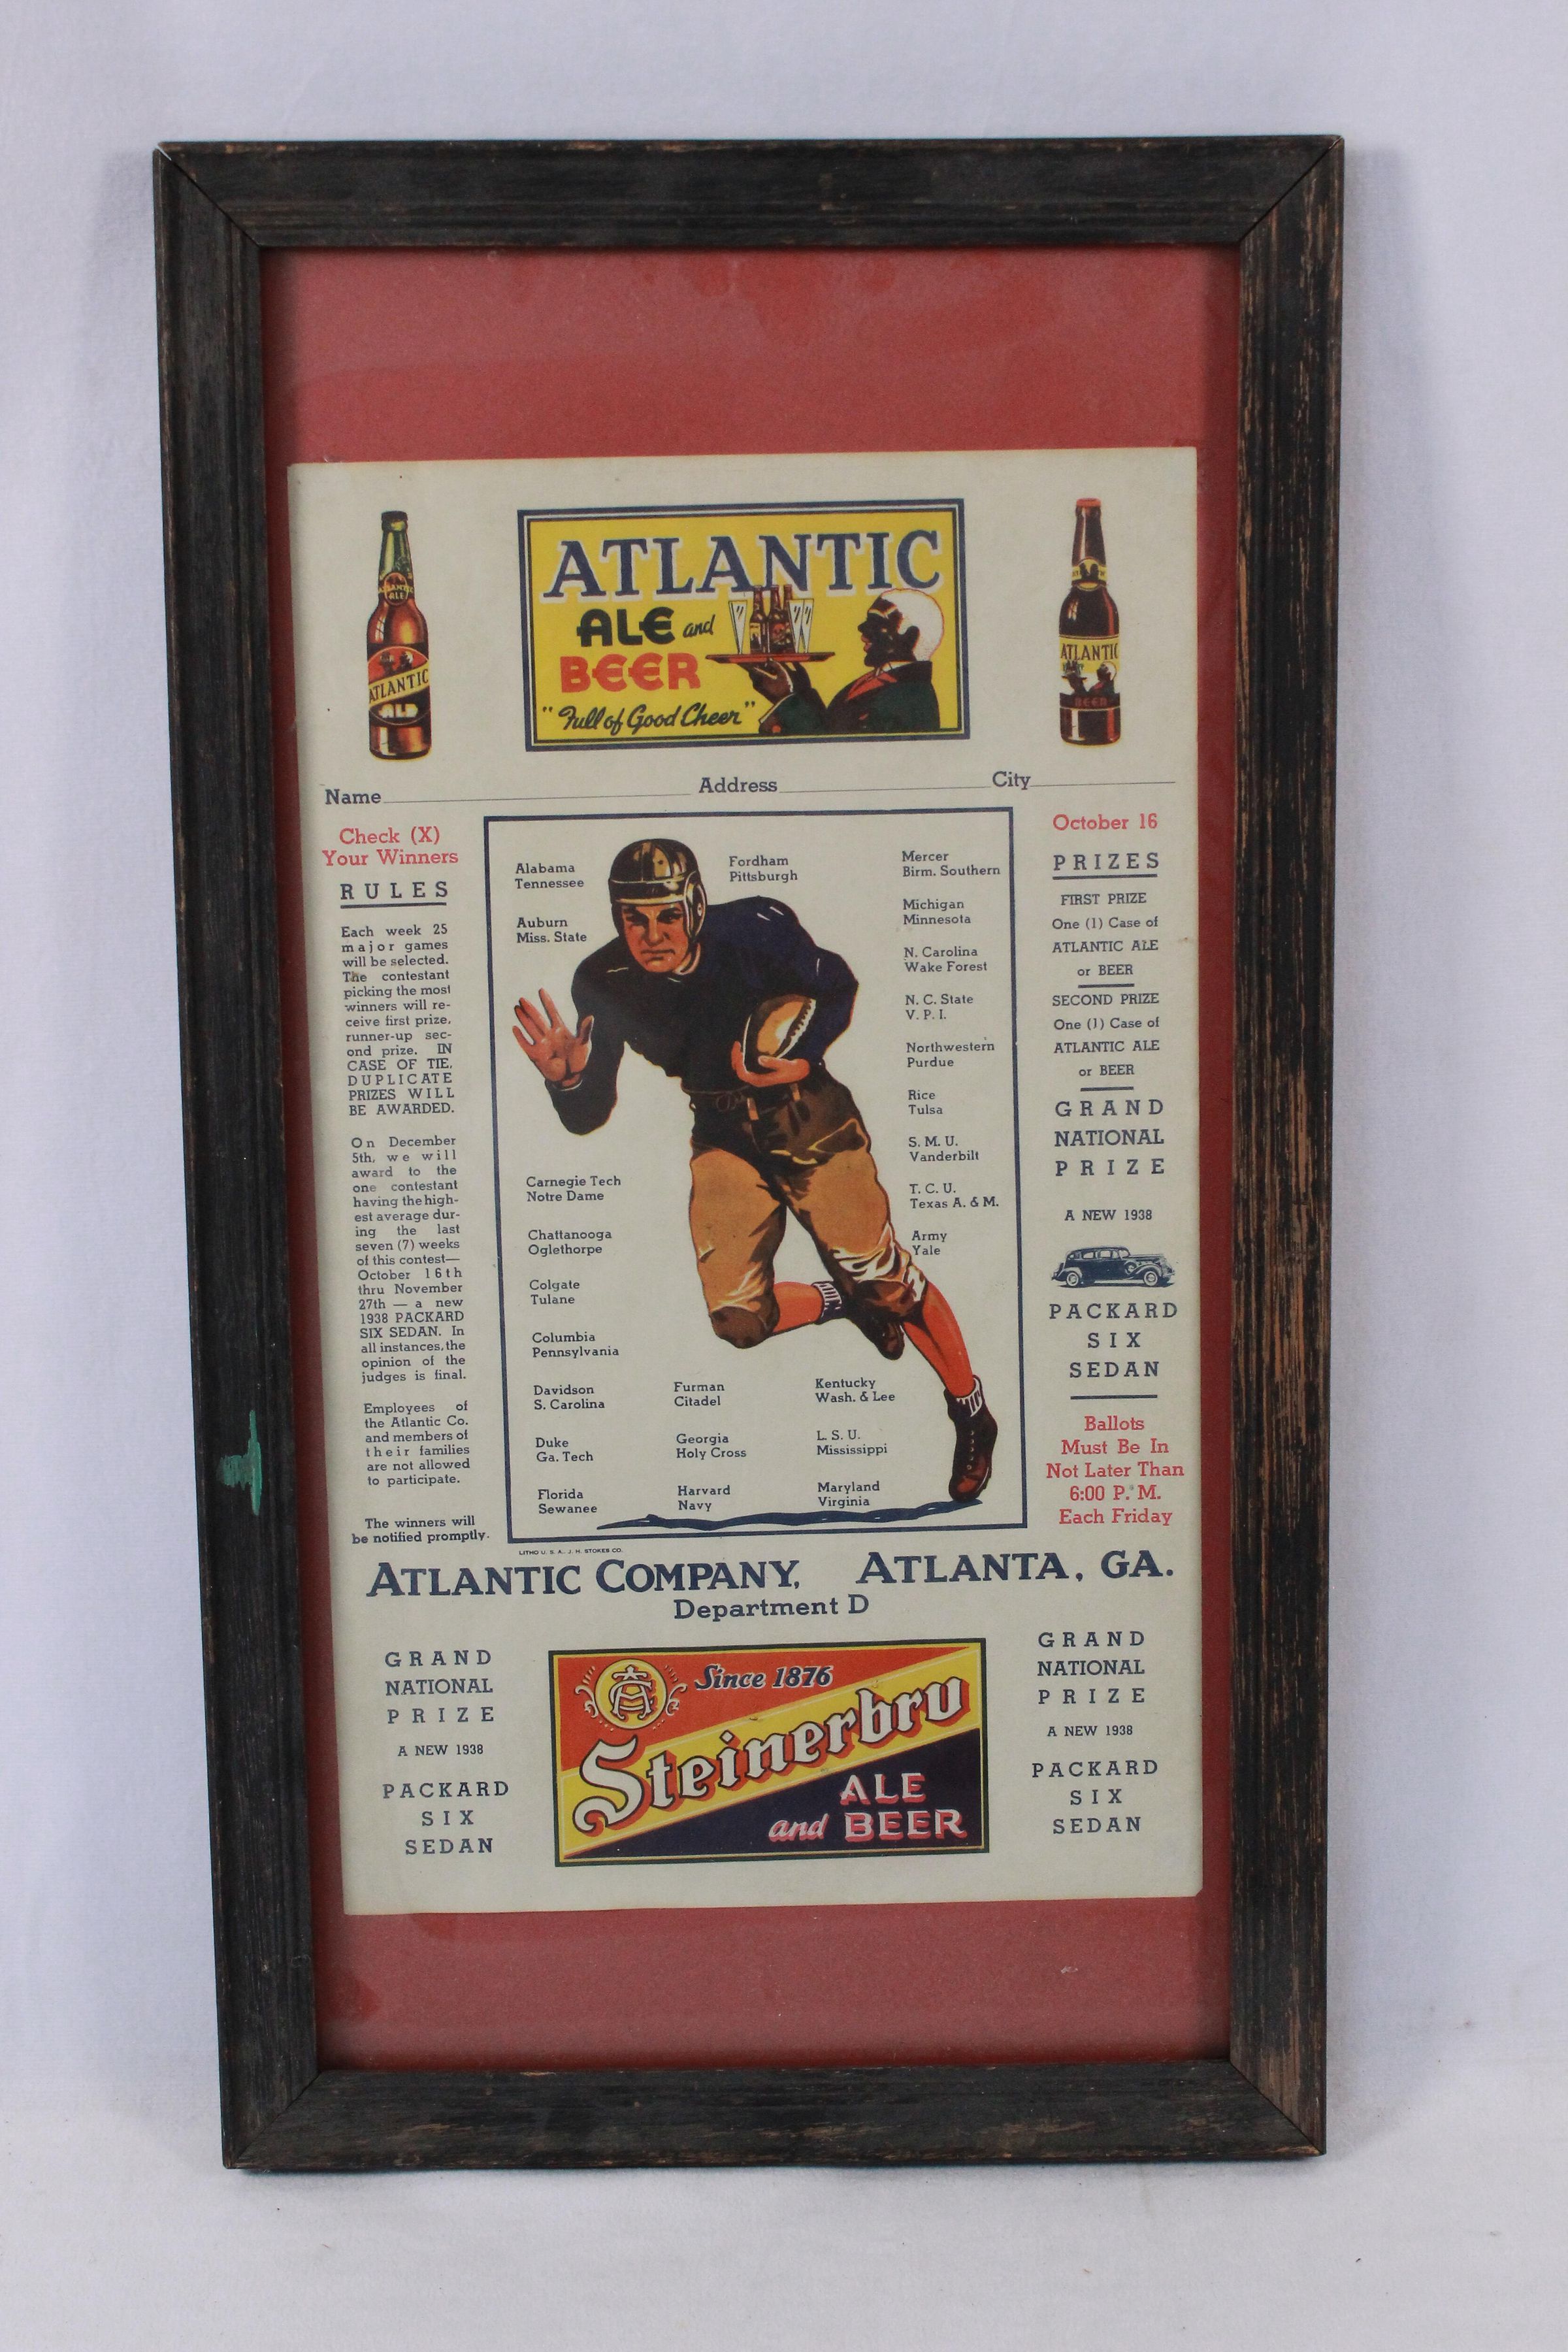 ATLANTIC
ALE and
BEER
"Full of Good Cheer"
ATLANTIC
ALE
ATLANTIC
BEER
Name Address City
Check (X)
Your Winners
RULES
Each week 25
major games
will be selected.
The contestant
picking the most
winners will re-
ceive first prize,
runner-up sec-
ond prize. IN
CASE OF TIE,
DUPLICATE
PRIZES WILL
BE AWARDED.
On December
5th, we will
award to the
one contestant
having the high-
est average dur-
ing the last
seven (7) weeks
of this contest—
October 16th
thru November
27th — a new
1938 PACKARD
SIX SEDAN. In
all instances, the
opinion of the
judges is final.
Employees of
the Atlantic Co.
and members of
their families
are not allowed
to participate.
The winners will
be notified promptly.
Alabama
Tennessee
Auburn
Miss. State
Carnegie Tech
Notre Dame
Chattanooga
Oglethorpe
Colgate
Tulane
Columbia
Pennsylvania
Davidson
S. Carolina
Duke
Ga. Tech
Florida
Sewanee
Fordham
Pittsburgh
Furman
Citadel
Georgia
Holy Cross
Harvard
Navy
Kentucky
Wash. & Lee
L. S. U.
Mississippi
Maryland
Virginia
Mercer
Birm. Southern
Michigan
Minnesota
N. Carolina
Wake Forest
N. C. State
V. P. I.
Northwestern
Purdue
Rice
Tulsa
S. M. U.
Vanderbilt
T. C. U.
Texas A. & M.
Army
Yale
October 16
PRIZES
FIRST PRIZE
One (1) Case of
ATLANTIC ALE
or BEER
SECOND PRIZE
One (1) Case of
ATLANTIC ALE
or BEER
GRAND
NATIONAL
PRIZE
A NEW 1938
PACKARD
SIX
SEDAN
Ballots
Must Be In
Not Later Than
6:00 P. M.
Each Friday
LITHO U. S. A. J. H. STOKES CO.
ATLANTIC COMPANY, ATLANTA, GA.
Department D
GRAND
NATIONAL
PRIZE
A NEW 1938
PACKARD
SIX
SEDAN
Since 1876
Steinerbru
ALE
and BEER
GRAND
NATIONAL
PRIZE
A NEW 1938
PACKARD
SIX
SEDAN